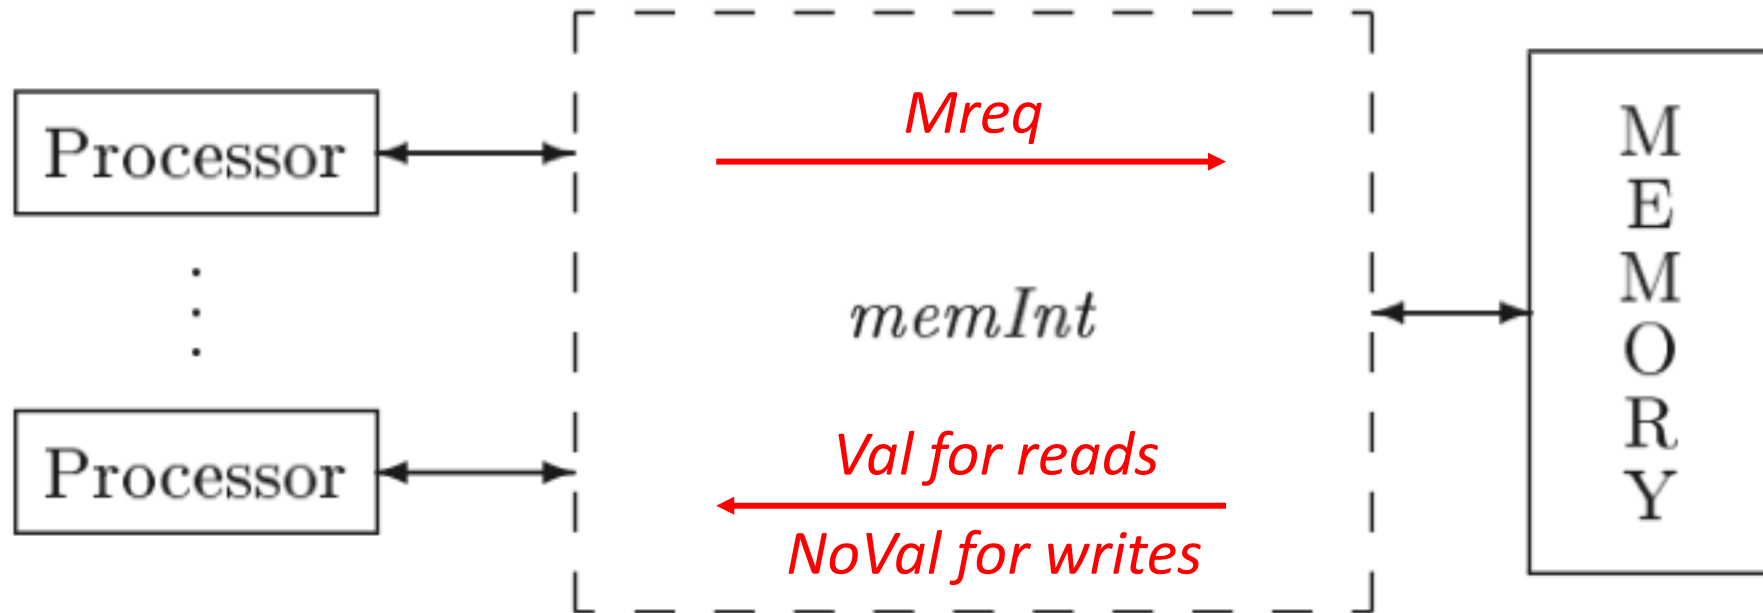 Processor
Mreq
memInt
Processor
Val for reads
NoVal for writes
M
E
M
O
R
Y